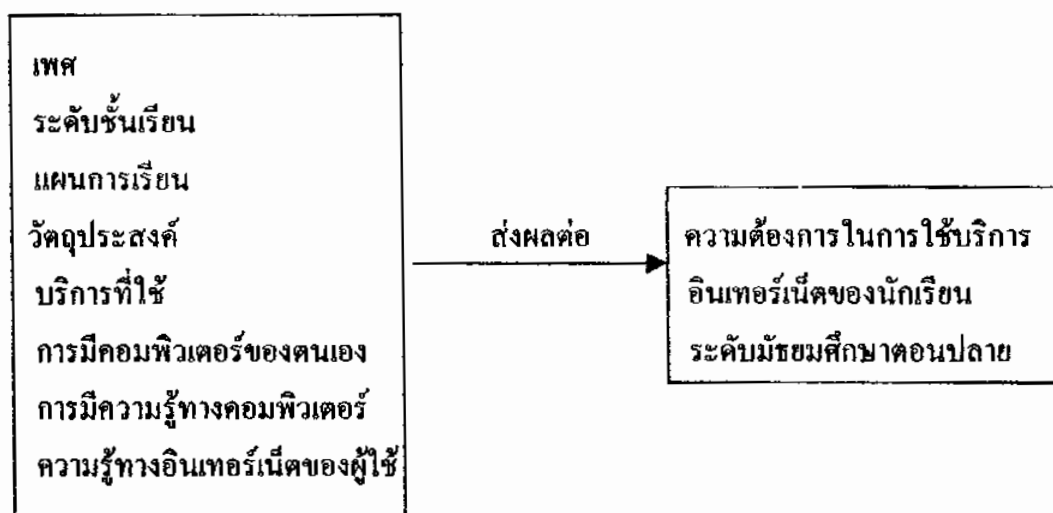 เพศ
ระดับชั้นเรียน
แผนการเรียน
วัตถุประสงค์
บริการที่ใช้
การมีคอมพิวเตอร์ของตนเอง
การมีความรู้ทางคอมพิวเตอร์
ความรู้ทางอินเทอร์เน็ตของผู้ใช้
ส่งผลต่อ
ความต้องการในการใช้บริการ
อินเทอร์เน็ตของนักเรียน
ระดับมัธยมศึกษาตอนปลาย